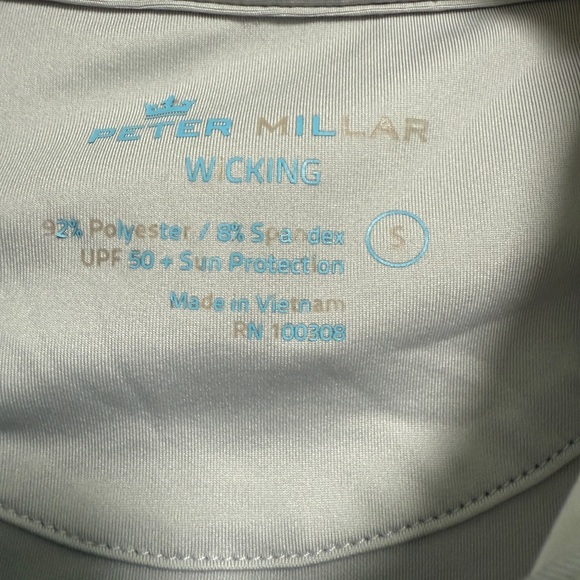 PETER MILLAR
WICKING
92% Polyester / 8% Spandex
S
UPF 50 + Sun Protection
Made in Vietnam
RN 100308